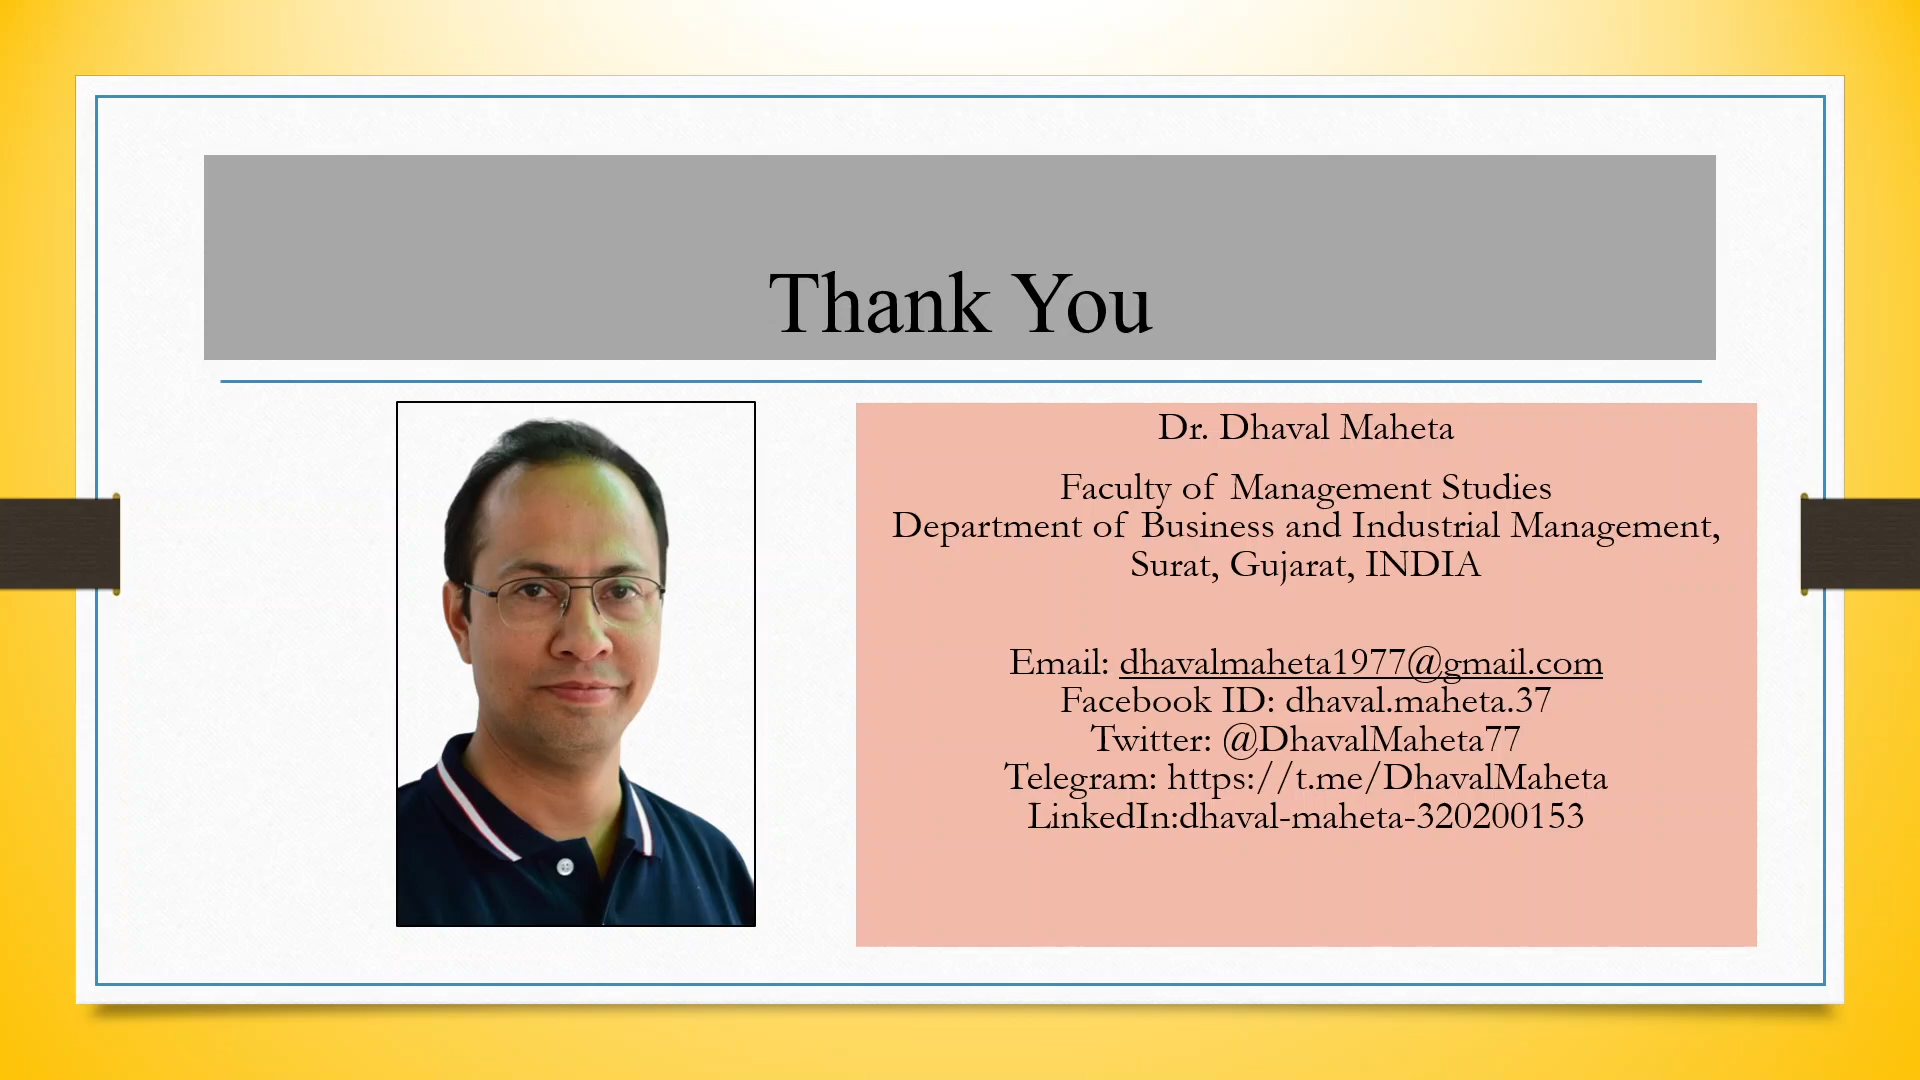 Thank You
Dr. Dhaval Maheta
Faculty of Management Studies
Department of Business and Industrial Management,
Surat, Gujarat, INDIA
Email: dhavalmaheta1977@gmail.com
Facebook ID: dhaval.maheta.37
Twitter: @DhavalMaheta77
Telegram: https://t.me/DhavalMaheta
LinkedIn:dhaval-maheta-320200153